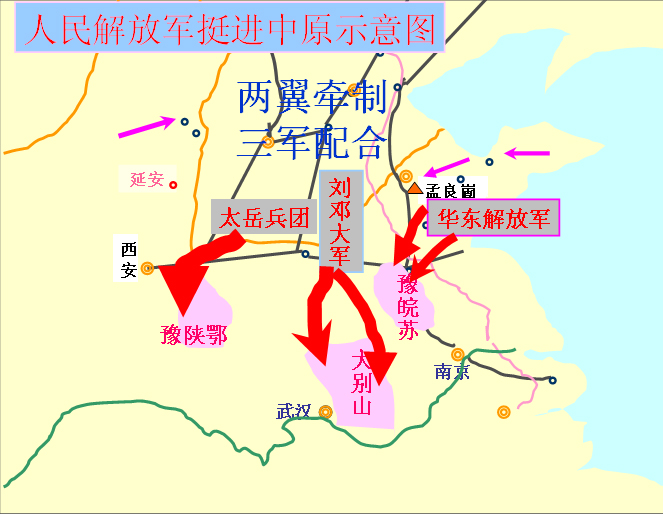 人民解放军挺进中原示意图
两翼牵制
三军配合
延安
孟良崮
刘邓大军
太岳兵团
华东解放军
西安
豫皖苏
豫陕鄂
大别山
南京
武汉